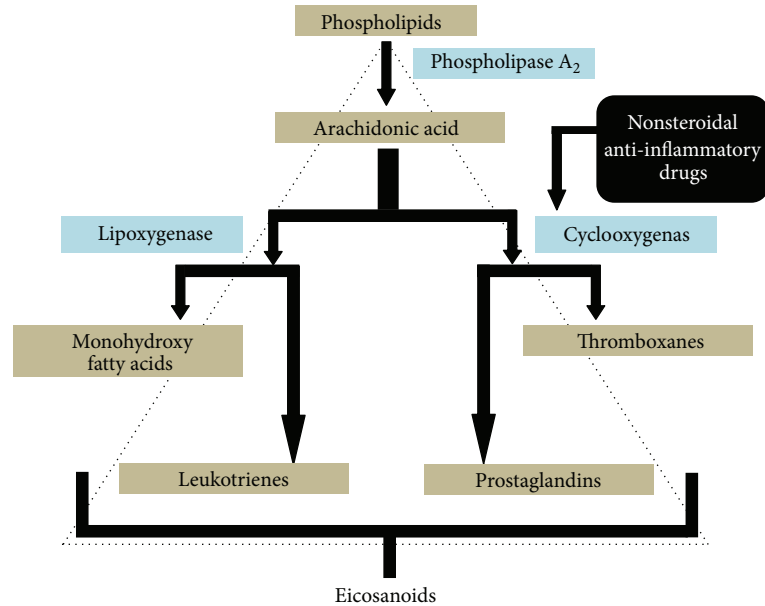 Phospholipids
Phospholipase A₂
Arachidonic acid
Nonsteroidal
anti-inflammatory
drugs
Lipoxygenase
Cyclooxygenas
Monohydroxy
fatty acids
Thromboxanes
Leukotrienes
Prostaglandins
Eicosanoids